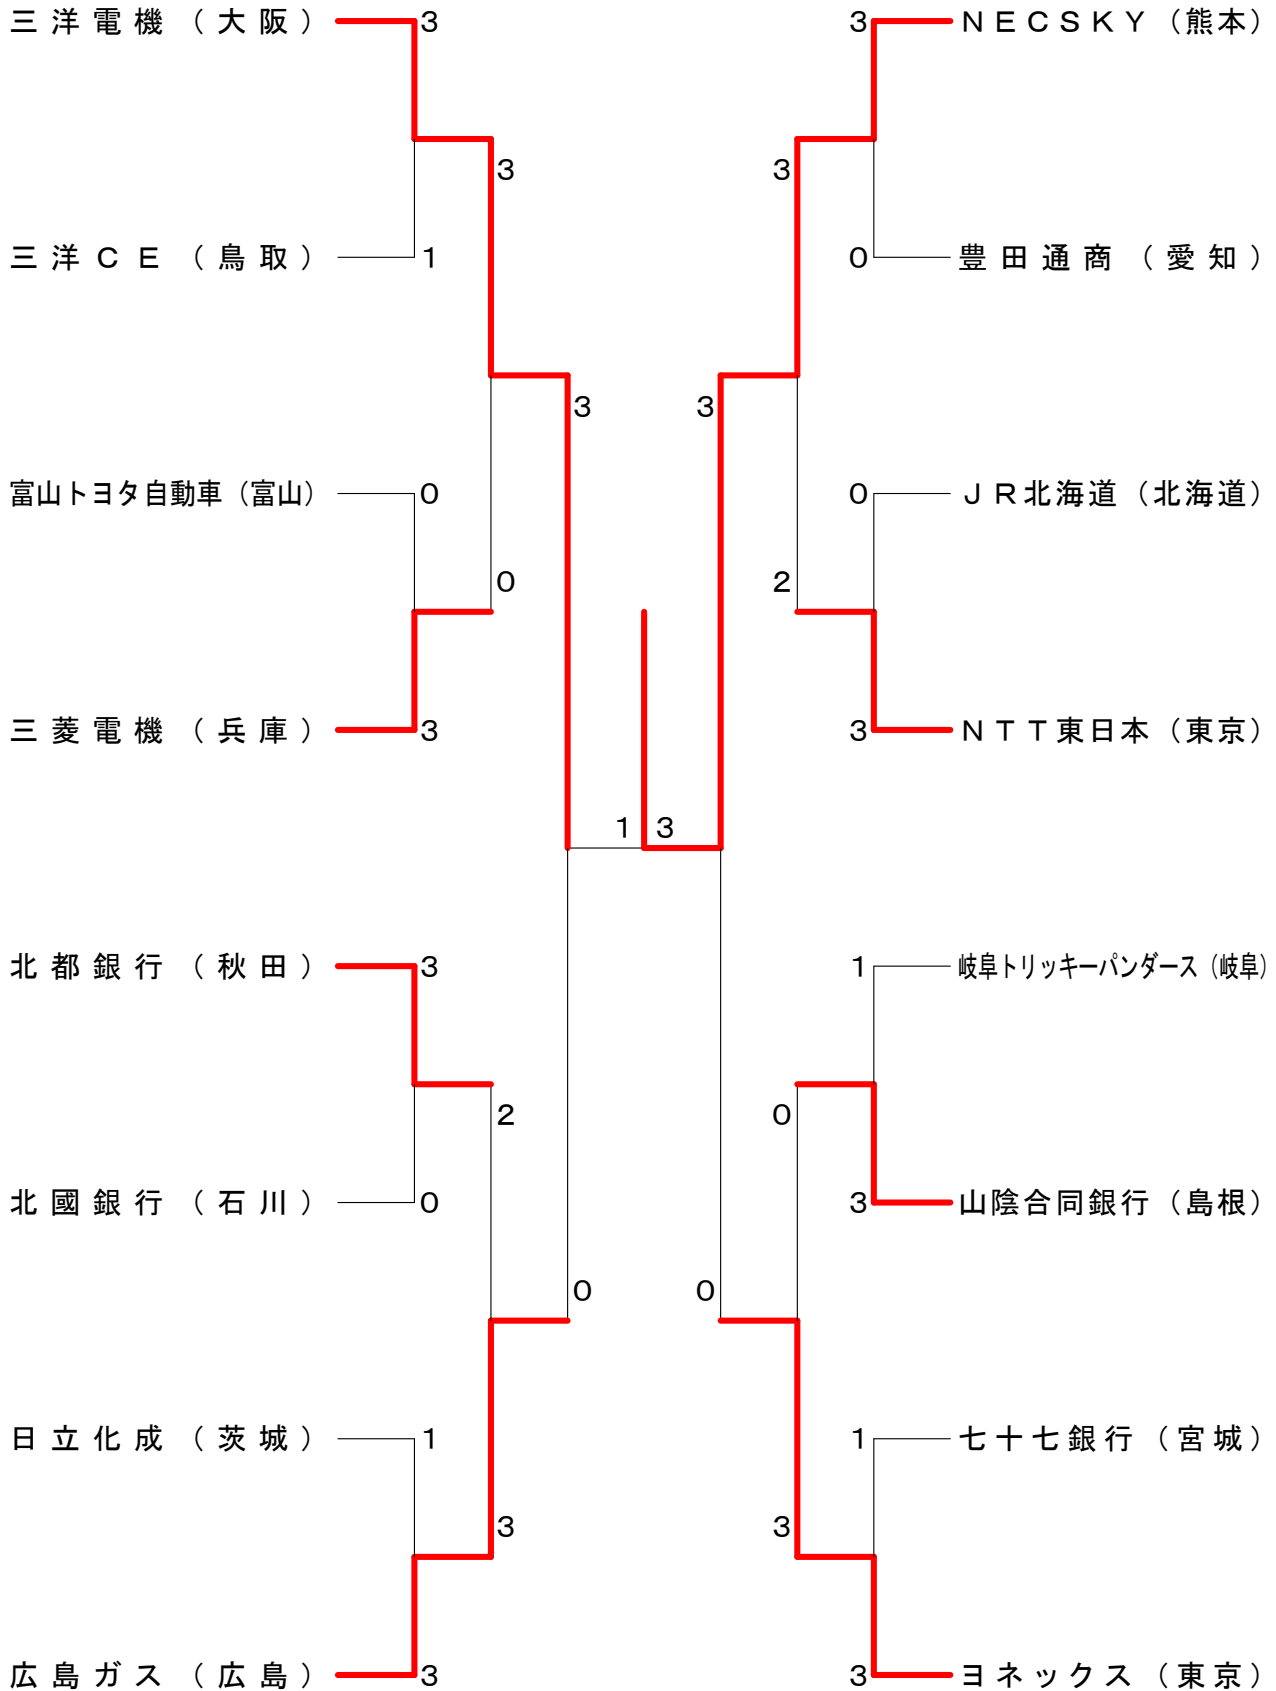 三洋電機（大阪） 3 3 ＮＥＣＳＫＹ（熊本）
3 3
三洋ＣＥ（鳥取） 1 0 豊田通商（愛知）
3 3
富山トヨタ自動車（富山） 0 0 ＪＲ北海道（北海道）
0 2
三菱電機（兵庫） 3 3 ＮＴＴ東日本（東京）
1 3
北都銀行（秋田） 3 1 岐阜トリッキーパンダース（岐阜）
2 0
北國銀行（石川） 0 3 山陰合同銀行（島根）
0 0
日立化成（茨城） 1 1 七十七銀行（宮城）
3 3
広島ガス（広島） 3 3 ヨネックス（東京）